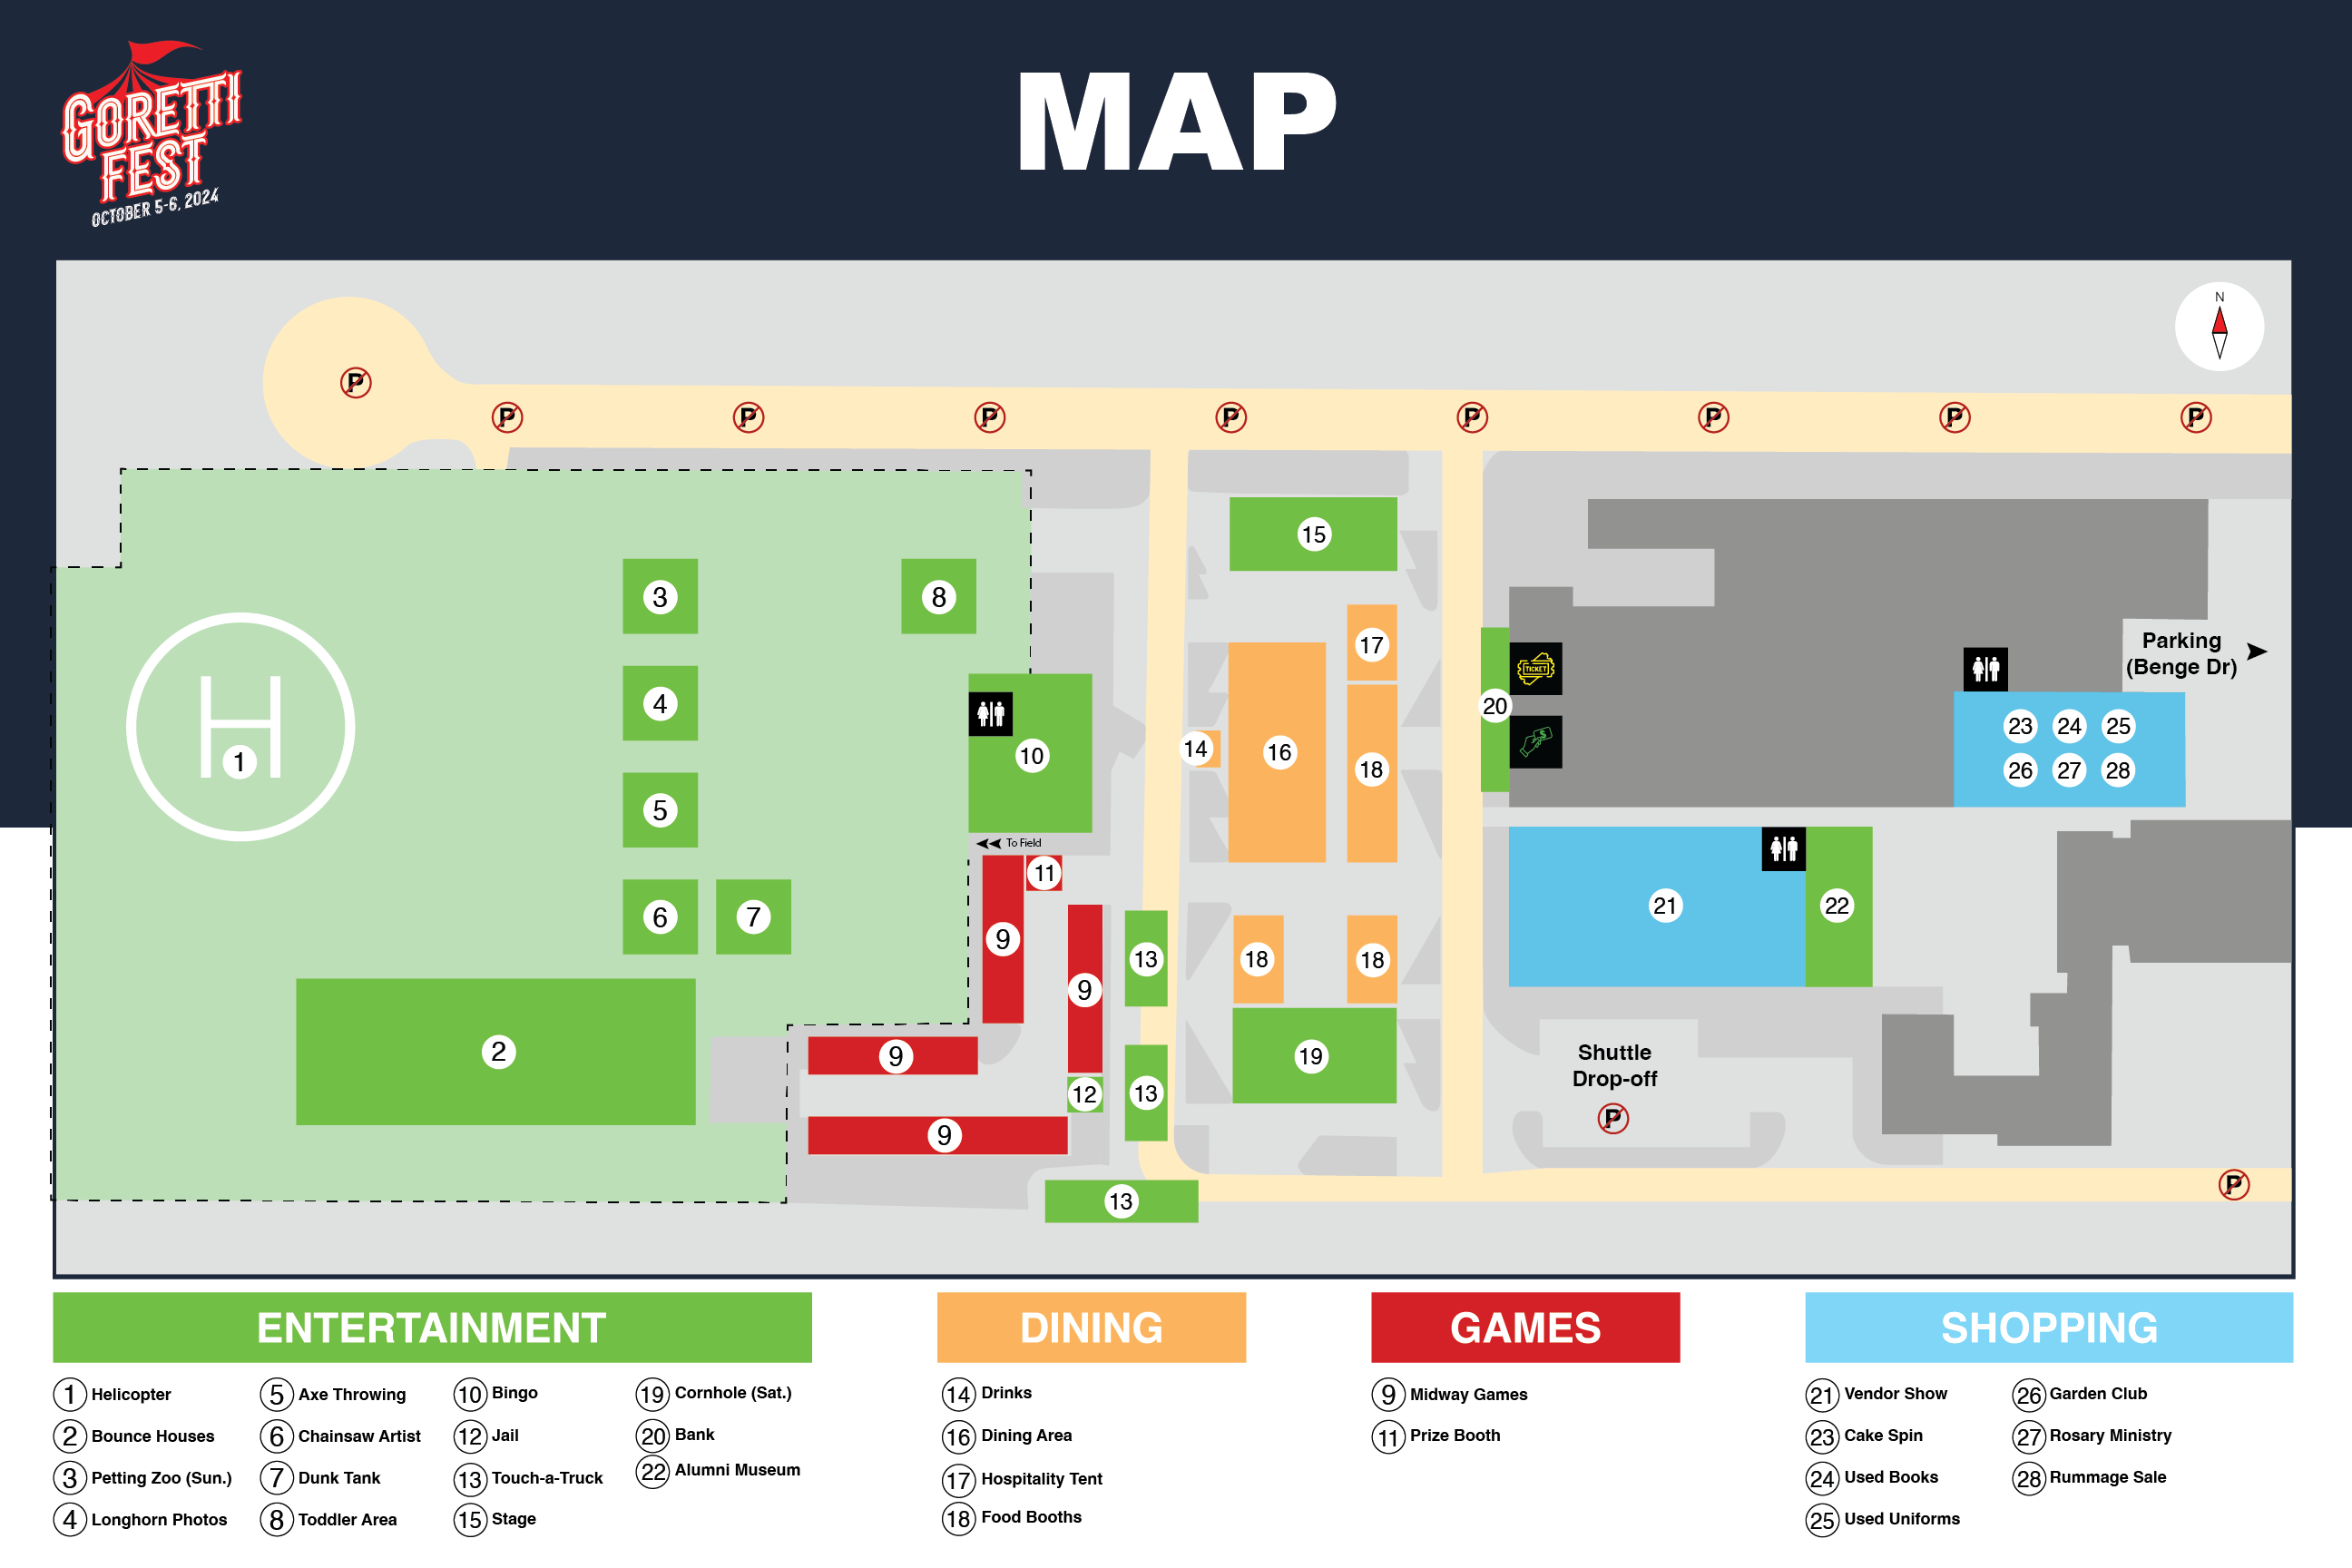 GORETTI
FEST
OCTOBER 5-6, 2024
MAP
N
P
P
P
P
P
P
P
P
P
15
3
8
17
Parking
(Benge Dr)
4
TICKET
20
10
14
16
18
23
24
25
26
27
28
$
H
1
5
To Field
11
6
7
9
13
18
18
21
22
9
2
9
12
13
19
Shuttle
Drop-off
P
9
13
P
ENTERTAINMENT
1 Helicopter
2 Bounce Houses
3 Petting Zoo (Sun.)
4 Longhorn Photos
5 Axe Throwing
6 Chainsaw Artist
7 Dunk Tank
8 Toddler Area
10 Bingo
12 Jail
13 Touch-a-Truck
15 Stage
19 Cornhole (Sat.)
20 Bank
22 Alumni Museum
DINING
14 Drinks
16 Dining Area
17 Hospitality Tent
18 Food Booths
GAMES
9 Midway Games
11 Prize Booth
SHOPPING
21 Vendor Show
23 Cake Spin
24 Used Books
25 Used Uniforms
26 Garden Club
27 Rosary Ministry
28 Rummage Sale